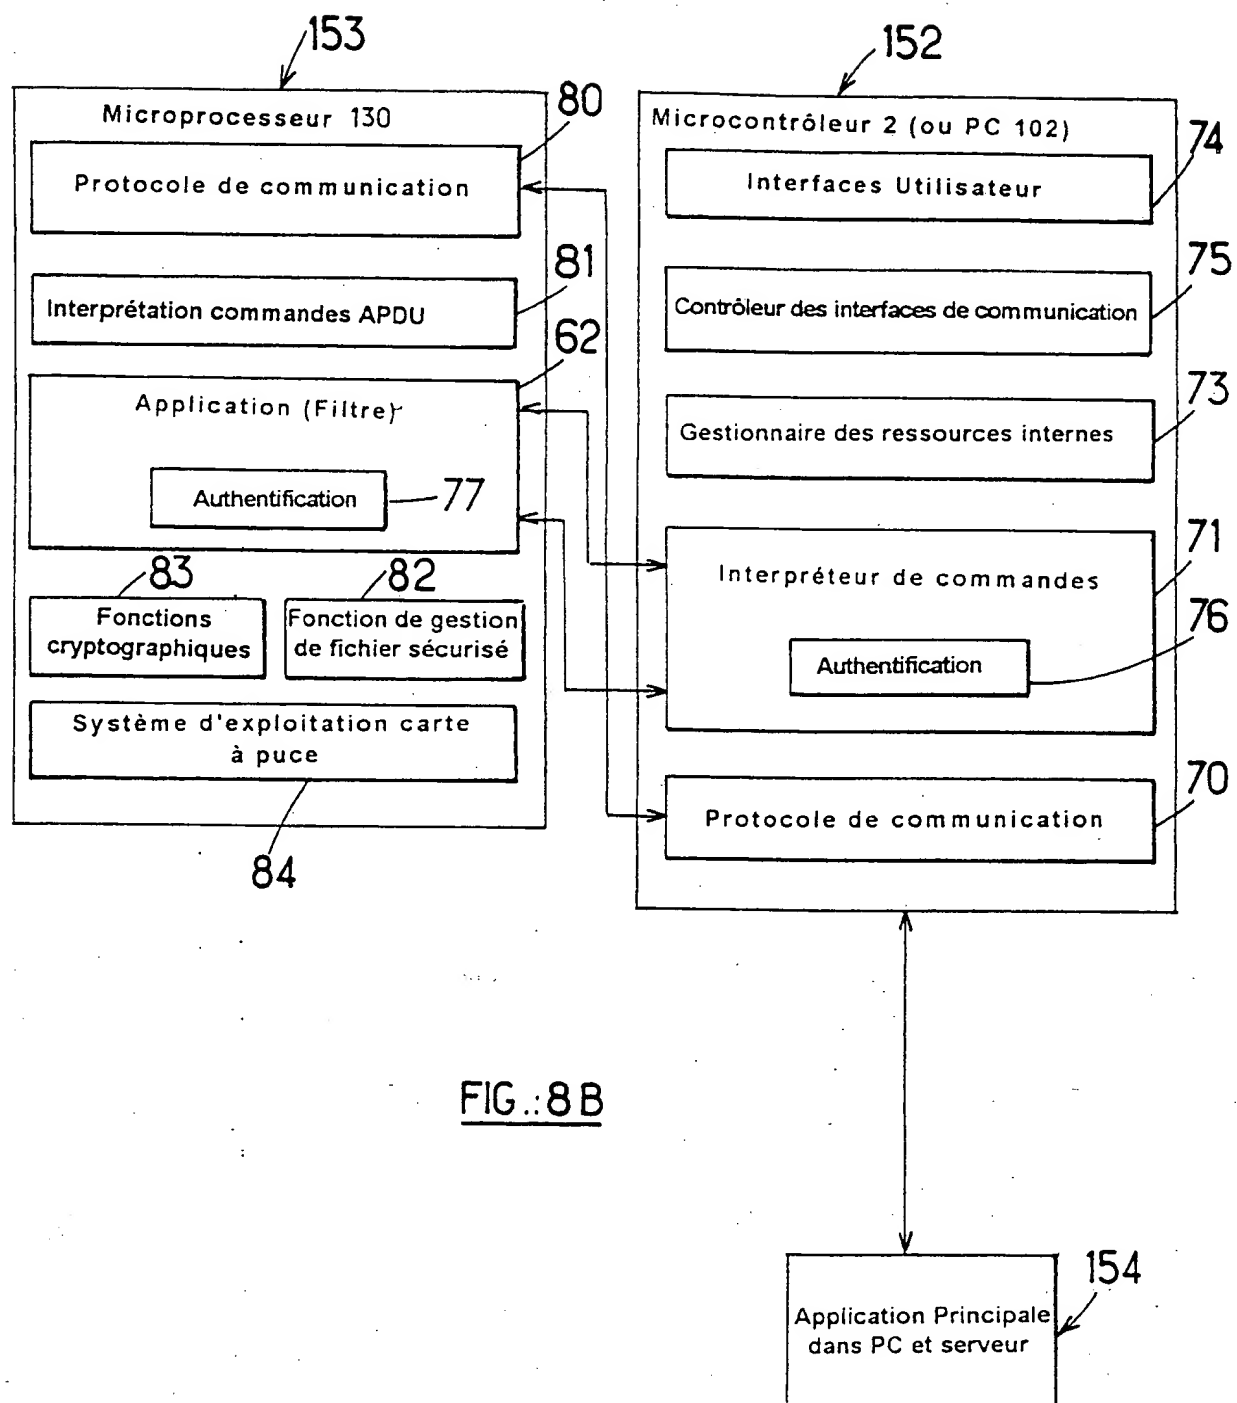 153
152
Microprocesseur 130
80
Protocole de communication
81
Interprétation commandes APDU
62
Application (Filtre)
Authentification
77
83
82
Fonctions
cryptographiques
Fonction de gestion
de fichier sécurisé
Système d'exploitation carte
à puce
84
Microcontrôleur 2 (ou PC 102)
74
Interfaces Utilisateur
75
Contrôleur des interfaces de communication
73
Gestionnaire des ressources internes
71
Interpréteur de commandes
76
Authentification
70
Protocole de communication
FIG.:8B
154
Application Principale
dans PC et serveur